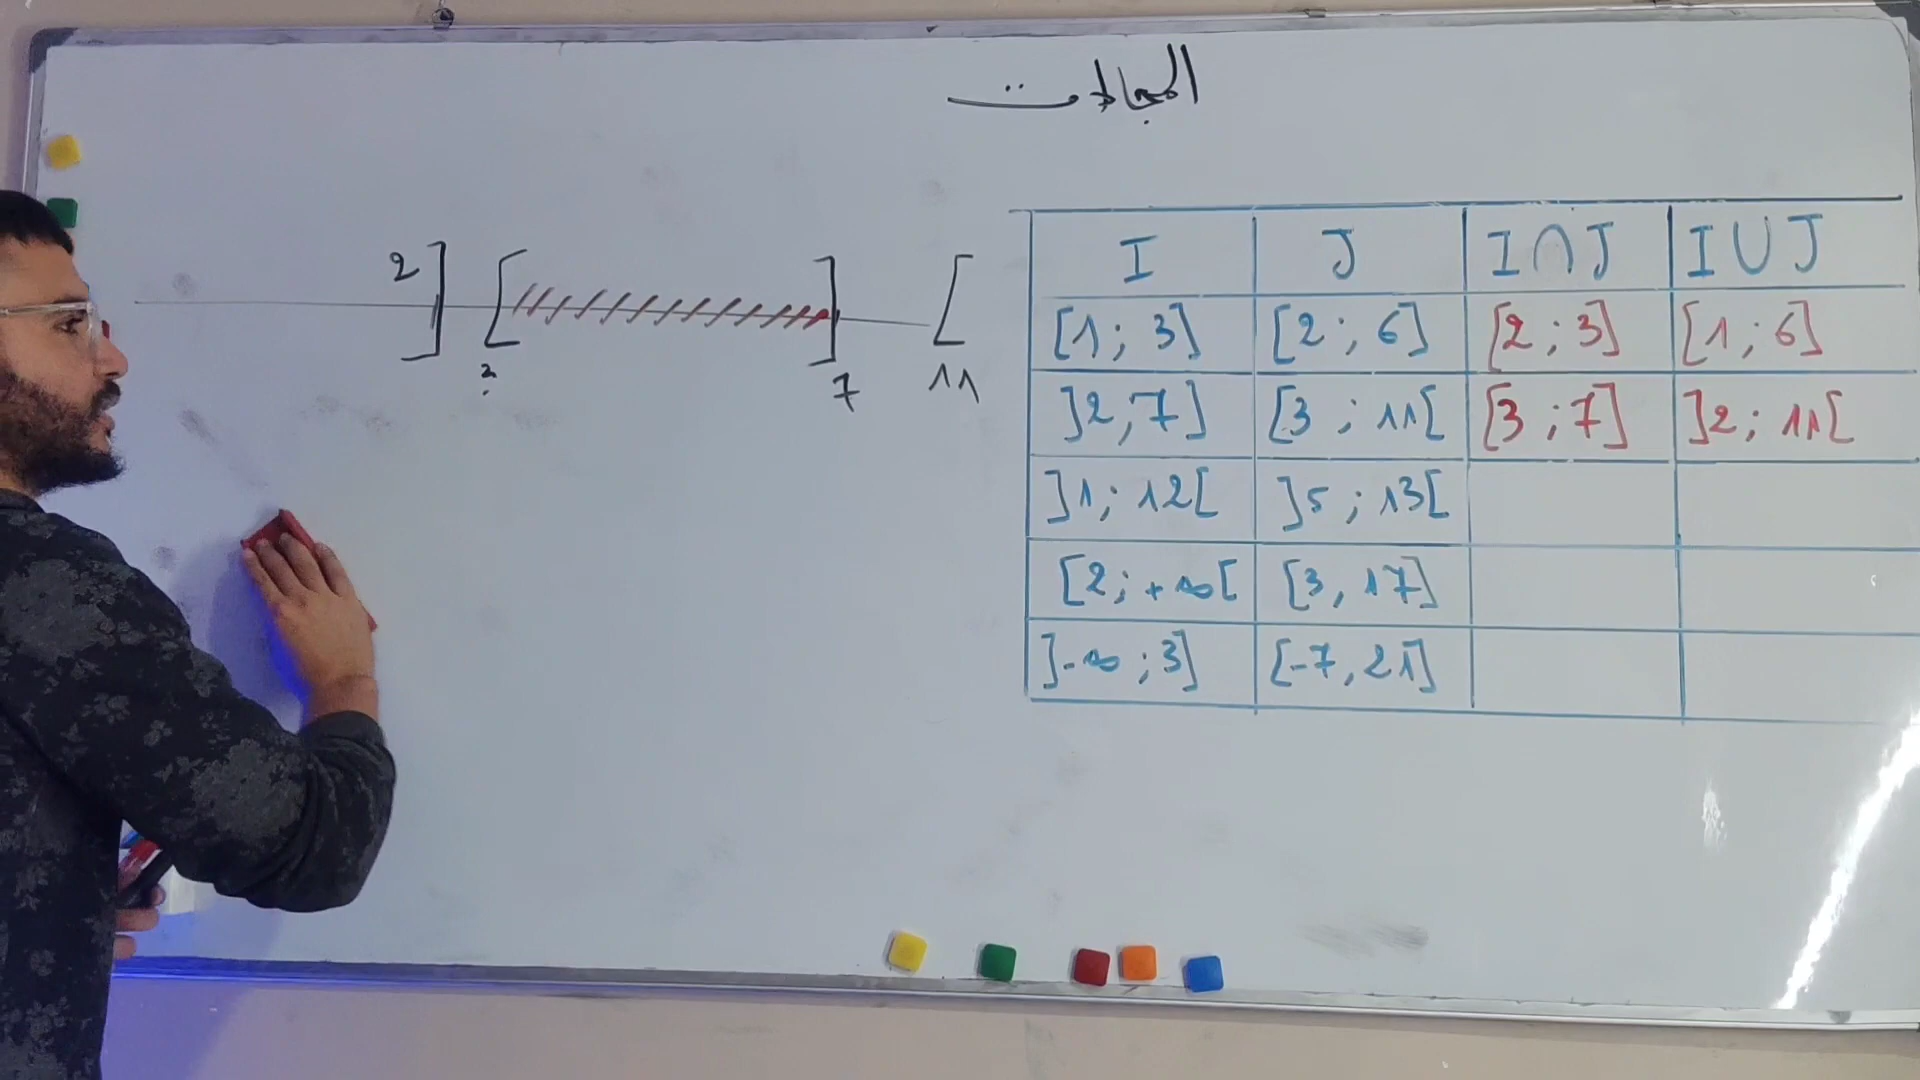 المجالات
2] [ ] [
3 7 11
I J I∩J I∪J
[1 ; 3] [2 ; 6] [2 ; 3] [1 ; 6]
]2 ; 7] [3 ; 11[ [3 ; 7] ]2 ; 11[
]1 ; 12[ ]5 ; 13[
[2 ; +∞[ [3 , 17]
]-∞ ; 3] [-7 , 21]